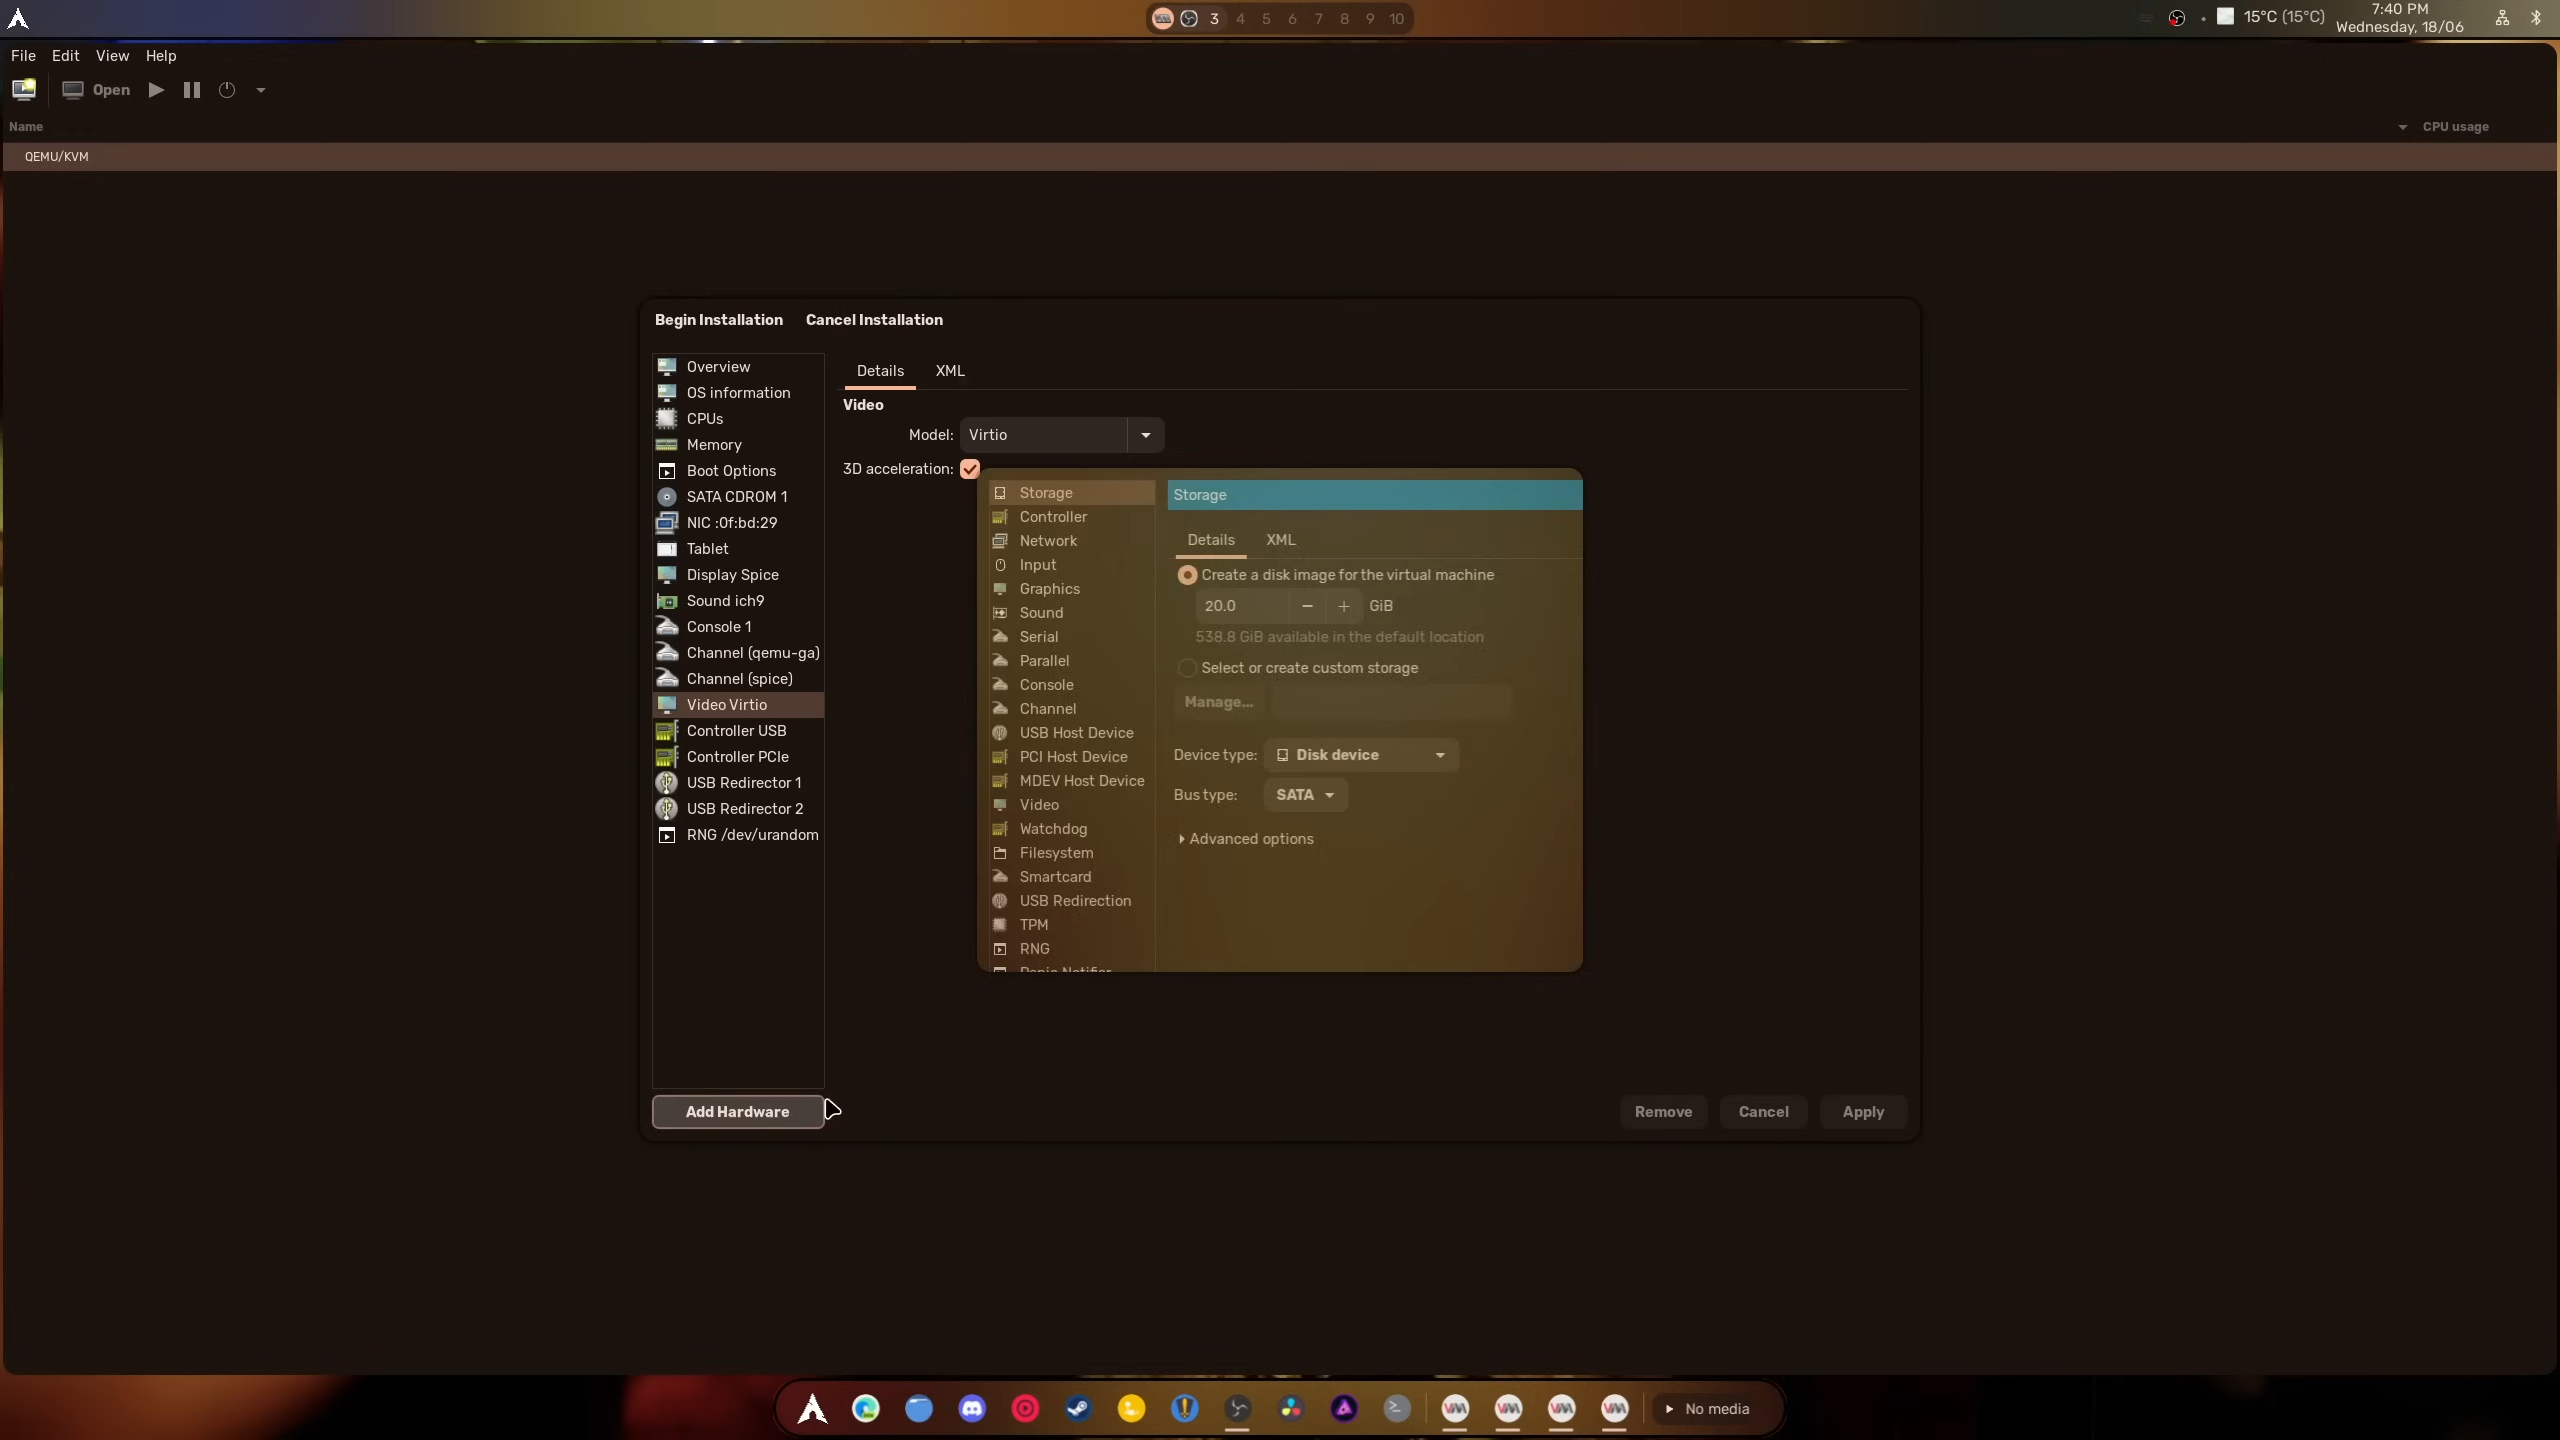 3 4 5 6 7 8 9 10
15°C (15°C)
7:40 PM
Wednesday, 18/06
File Edit View Help
Open
Name
CPU usage
QEMU/KVM
Begin Installation Cancel Installation
Overview
OS information
CPUs
Memory
Boot Options
SATA CDROM 1
NIC :0f:bd:29
Tablet
Display Spice
Sound ich9
Console 1
Channel (qemu-ga)
Channel (spice)
Video Virtio
Controller USB
Controller PCIe
USB Redirector 1
USB Redirector 2
RNG /dev/urandom
Add Hardware
Details XML
Video
Model: Virtio
3D acceleration:
Storage
Controller
Network
Input
Graphics
Sound
Serial
Parallel
Console
Channel
USB Host Device
PCI Host Device
MDEV Host Device
Video
Watchdog
Filesystem
Smartcard
USB Redirection
TPM
RNG
Panic Notifier
Storage
Details XML
Create a disk image for the virtual machine
20.0 − + GiB
538.8 GiB available in the default location
Select or create custom storage
Manage...
Device type: Disk device
Bus type: SATA
Advanced options
Remove Cancel Apply
No media